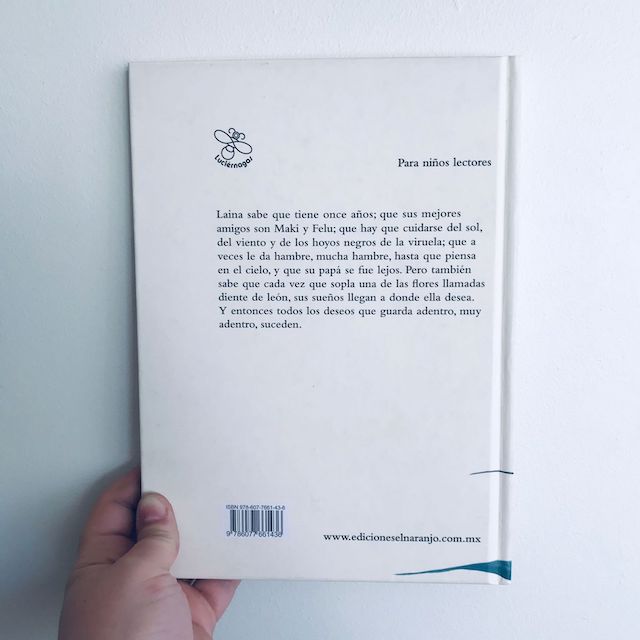 Luciérnagas
Para niños lectores
Laina sabe que tiene once años; que sus mejores
amigos son Maki y Felu; que hay que cuidarse del sol,
del viento y de los hoyos negros de la viruela; que a
veces le da hambre, mucha hambre, hasta que piensa
en el cielo, y que su papá se fue lejos. Pero también
sabe que cada vez que sopla una de las flores llamadas
diente de león, sus sueños llegan a donde ella desea.
Y entonces todos los deseos que guarda adentro, muy
adentro, suceden.
ISBN 978-607-7661-43-6
9 786077 661436
www.edicioneselnaranjo.com.mx